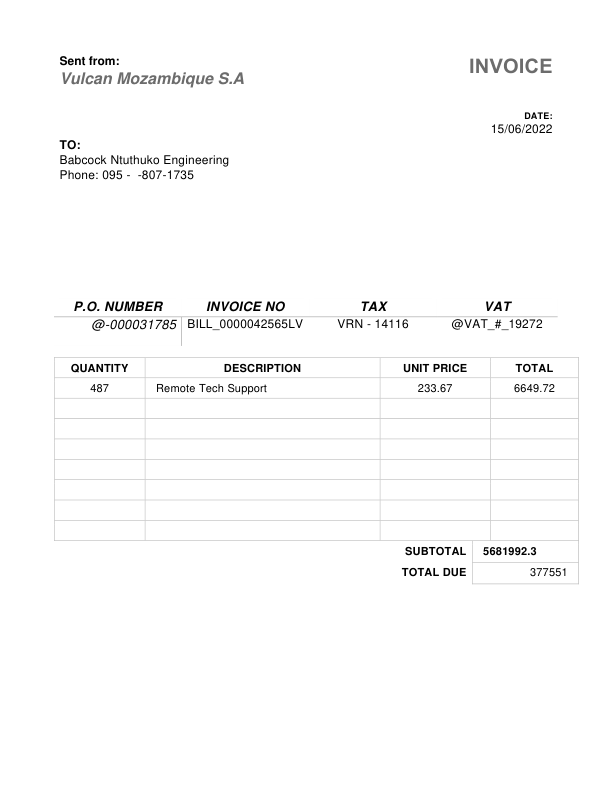 Sent from:
Vulcan Mozambique S.A
INVOICE
DATE:
15/06/2022
TO:
Babcock Ntuthuko Engineering
Phone: 095 -  -807-1735
P.O. NUMBER INVOICE NO TAX VAT
@-000031785 BILL_0000042565LV VRN - 14116 @VAT_#_19272
QUANTITY DESCRIPTION UNIT PRICE TOTAL
487 Remote Tech Support 233.67 6649.72
SUBTOTAL 5681992.3
TOTAL DUE 377551